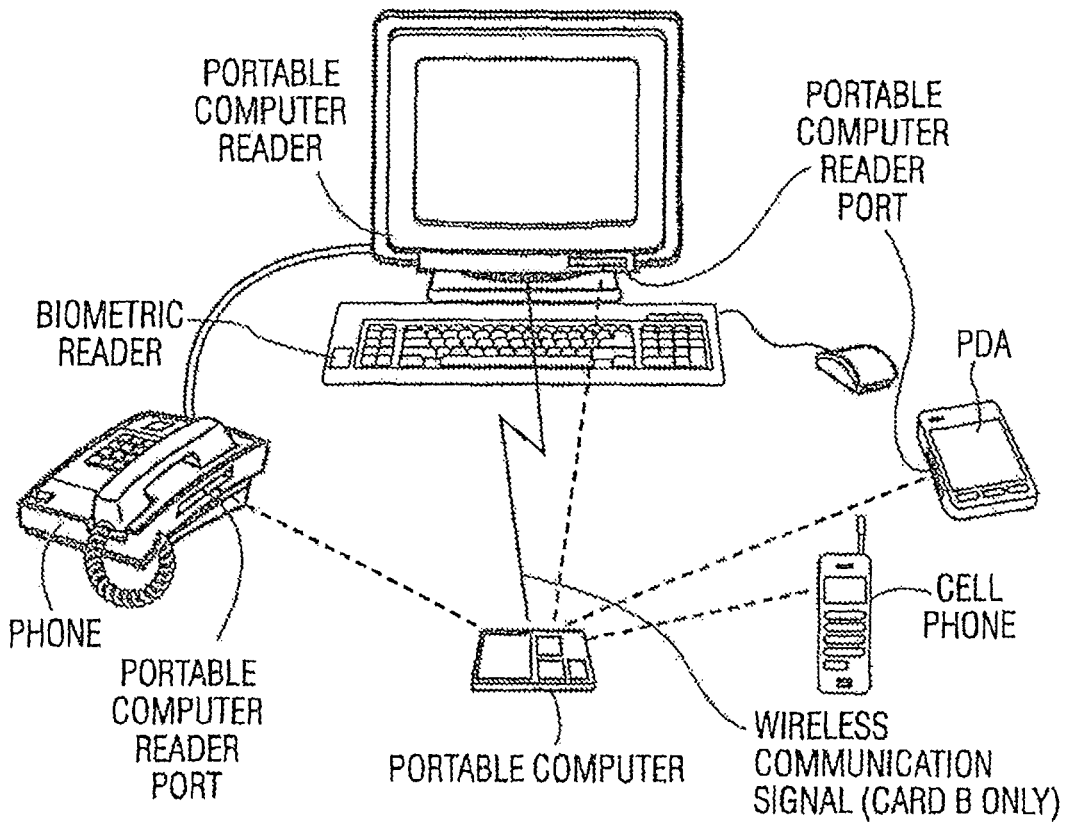 PORTABLE
COMPUTER
READER
PORTABLE
COMPUTER
READER
PORT
BIOMETRIC
READER
PDA
CELL
PHONE
PHONE
PORTABLE
COMPUTER
READER
PORT
PORTABLE COMPUTER
WIRELESS
COMMUNICATION
SIGNAL (CARD B ONLY)